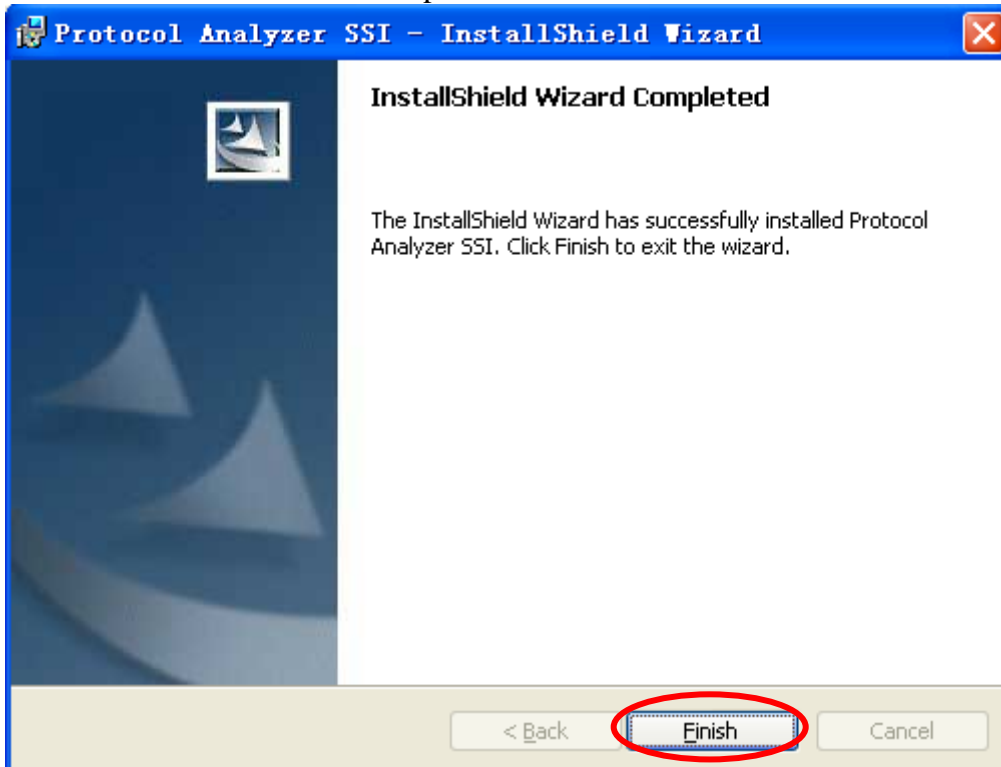 Protocol Analyzer SSI - InstallShield Wizard
InstallShield Wizard Completed
The InstallShield Wizard has successfully installed Protocol
Analyzer SSI. Click Finish to exit the wizard.
< Back
Finish
Cancel